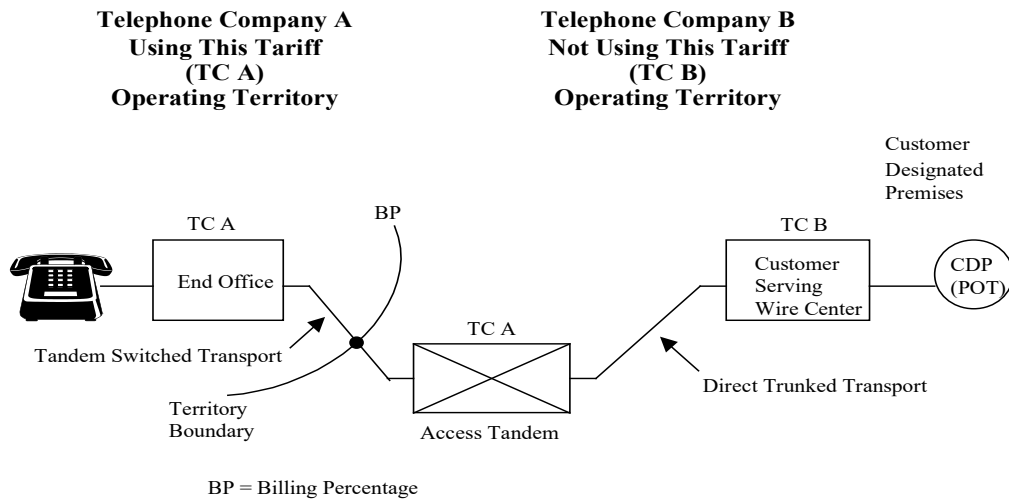 Telephone Company A
Using This Tariff
(TC A)
Operating Territory
Telephone Company B
Not Using This Tariff
(TC B)
Operating Territory
Customer
Designated
Premises
BP
TC A
End Office
TC B
Customer
Serving
Wire Center
CDP
(POT)
Tandem Switched Transport
TC A
Direct Trunked Transport
Territory
Boundary
Access Tandem
BP = Billing Percentage